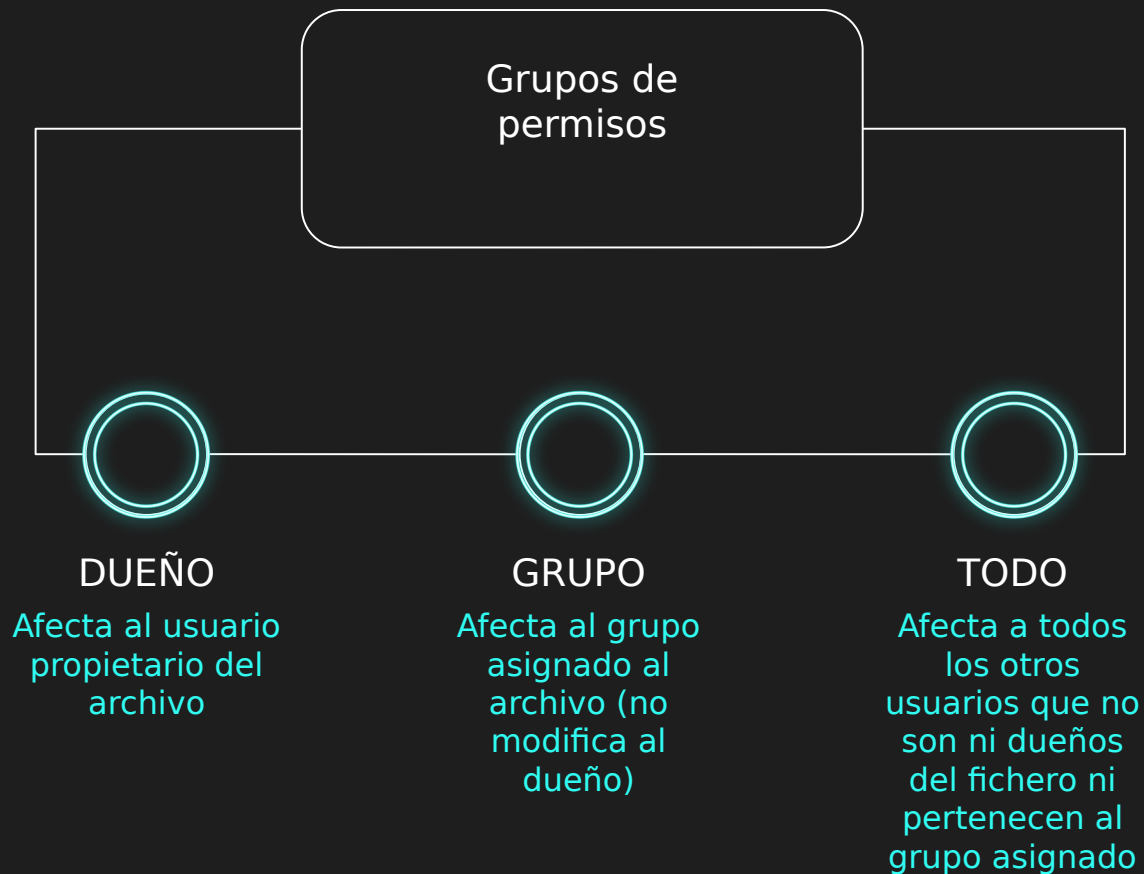 Grupos de
permisos
DUEÑO
Afecta al usuario
propietario del
archivo
GRUPO
Afecta al grupo
asignado al
archivo (no
modifica al
dueño)
TODO
Afecta a todos
los otros
usuarios que no
son ni dueños
del fichero ni
pertenecen al
grupo asignado